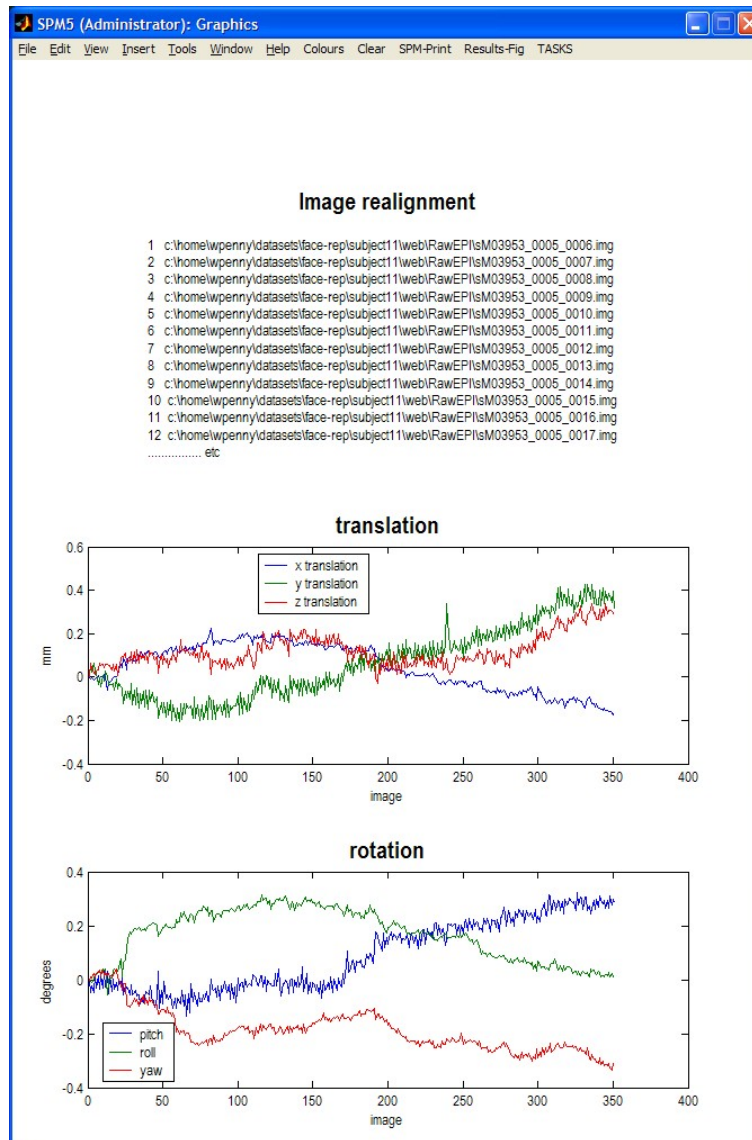 SPM5 (Administrator): Graphics
File Edit View Insert Tools Window Help Colours Clear SPM-Print Results-Fig TASKS
Image realignment
1 c:\home\wpenny\datasets\face-rep\subject11\web\RawEPI\sM03953_0005_0006.img
2 c:\home\wpenny\datasets\face-rep\subject11\web\RawEPI\sM03953_0005_0007.img
3 c:\home\wpenny\datasets\face-rep\subject11\web\RawEPI\sM03953_0005_0008.img
4 c:\home\wpenny\datasets\face-rep\subject11\web\RawEPI\sM03953_0005_0009.img
5 c:\home\wpenny\datasets\face-rep\subject11\web\RawEPI\sM03953_0005_0010.img
6 c:\home\wpenny\datasets\face-rep\subject11\web\RawEPI\sM03953_0005_0011.img
7 c:\home\wpenny\datasets\face-rep\subject11\web\RawEPI\sM03953_0005_0012.img
8 c:\home\wpenny\datasets\face-rep\subject11\web\RawEPI\sM03953_0005_0013.img
9 c:\home\wpenny\datasets\face-rep\subject11\web\RawEPI\sM03953_0005_0014.img
10 c:\home\wpenny\datasets\face-rep\subject11\web\RawEPI\sM03953_0005_0015.img
11 c:\home\wpenny\datasets\face-rep\subject11\web\RawEPI\sM03953_0005_0016.img
12 c:\home\wpenny\datasets\face-rep\subject11\web\RawEPI\sM03953_0005_0017.img
................ etc
translation
0.6
x translation
y translation
z translation
0.4
0.2
mm
0
-0.2
-0.4
0 50 100 150 200 250 300 350 400
image
rotation
0.4
0.2
degrees
0
-0.2
pitch
roll
yaw
-0.4
0 50 100 150 200 250 300 350 400
image